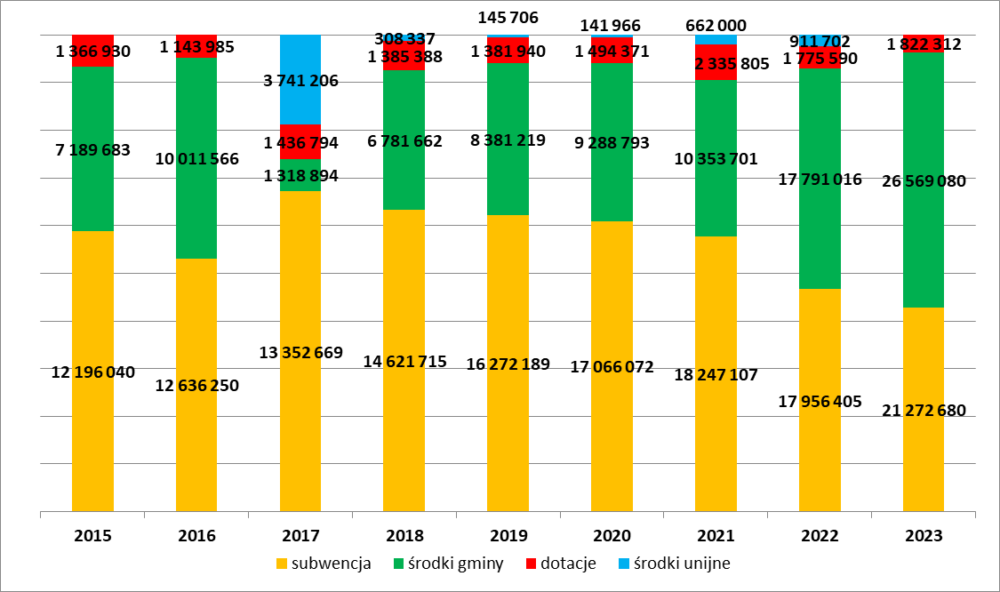 145 706
141 966
662 000
308 337
911 702
1 366 930
1 143 985
1 385 388
1 381 940
1 494 371
2 335 805
1 775 590
1 822 312
3 741 206
7 189 683
10 011 566
1 436 794
1 318 894
6 781 662
8 381 219
9 288 793
10 353 701
17 791 016
26 569 080
12 196 040
12 636 250
13 352 669
14 621 715
16 272 189
17 066 072
18 247 107
17 956 405
21 272 680
2015 2016 2017 2018 2019 2020 2021 2022 2023
subwencja środki gminy dotacje środki unijne